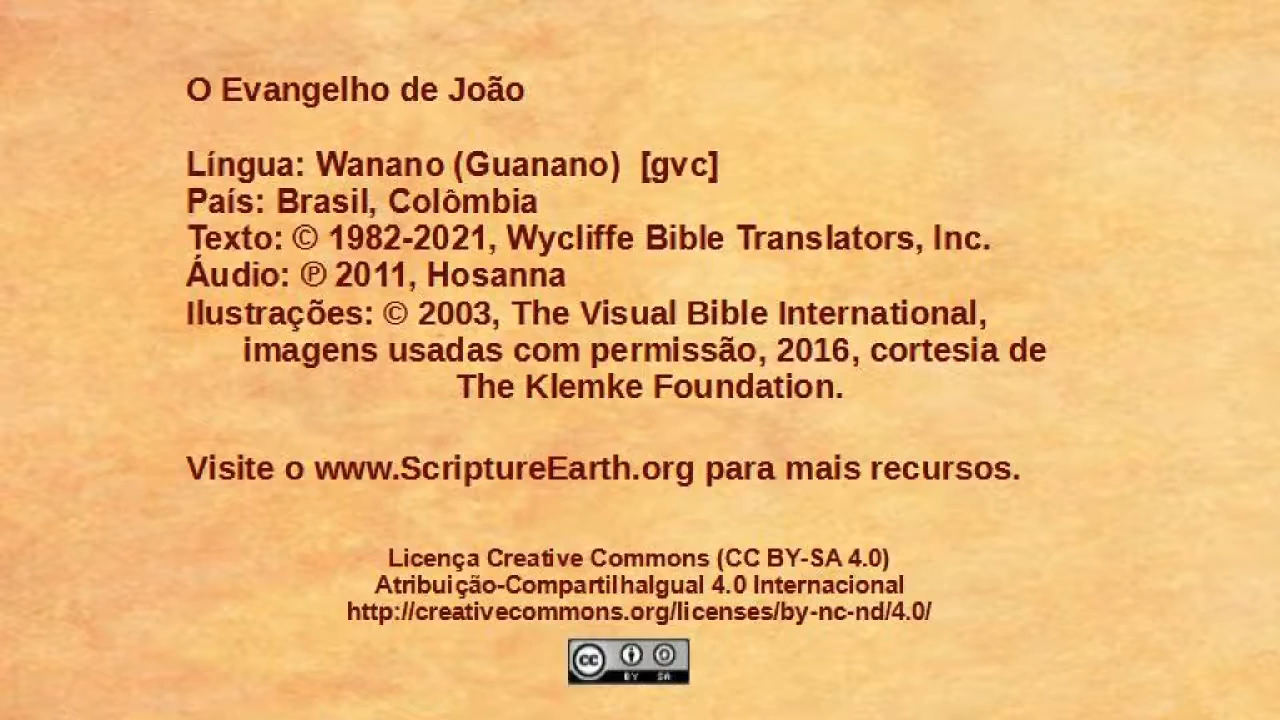 O Evangelho de João
Língua: Wanano (Guanano) [gvc]
País: Brasil, Colômbia
Texto: © 1982-2021, Wycliffe Bible Translators, Inc.
Áudio: ℗ 2011, Hosanna
Ilustrações: © 2003, The Visual Bible International,
imagens usadas com permissão, 2016, cortesia de
The Klemke Foundation.
Visite o www.ScriptureEarth.org para mais recursos.
Licença Creative Commons (CC BY-SA 4.0)
Atribuição-CompartilhaIgual 4.0 Internacional
http://creativecommons.org/licenses/by-nc-nd/4.0/
cc BY SA